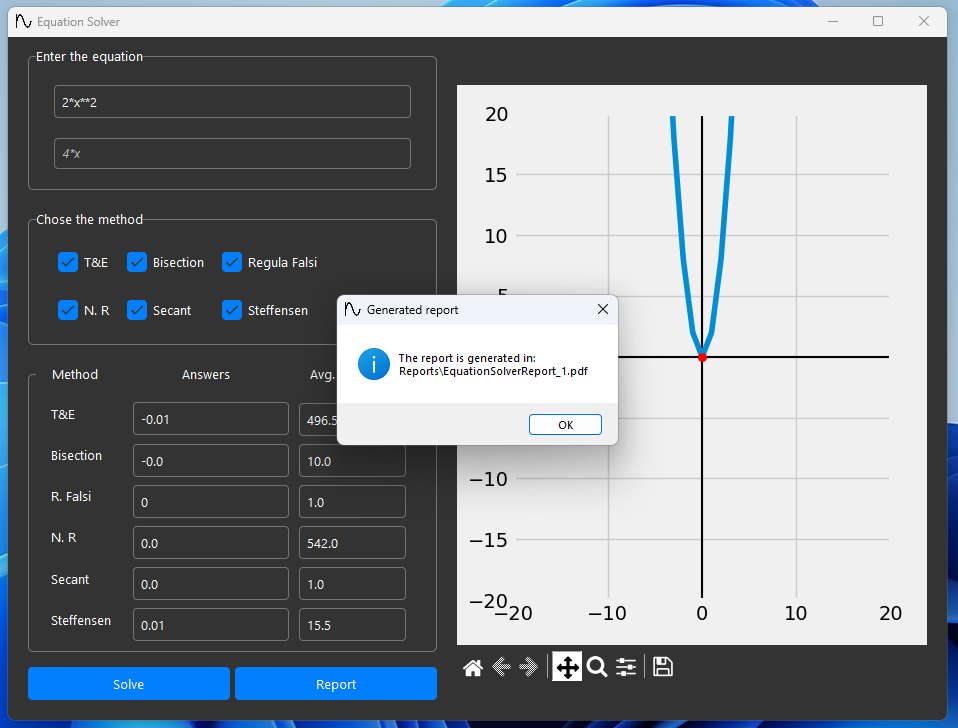 Equation Solver
Enter the equation
2*x**2
4*x
Chose the method
T&E Bisection Regula Falsi
N. R Secant Steffensen
Method Answers Avg.
T&E -0.01 496.5
Bisection -0.0 10.0
R. Falsi 0 1.0
N. R 0.0 542.0
Secant 0.0 1.0
Steffensen 0.01 15.5
Solve Report
20
15
10
5
−10
−15
−20
−20 −10 0 10 20
Generated report
The report is generated in:
Reports\EquationSolverReport_1.pdf
OK